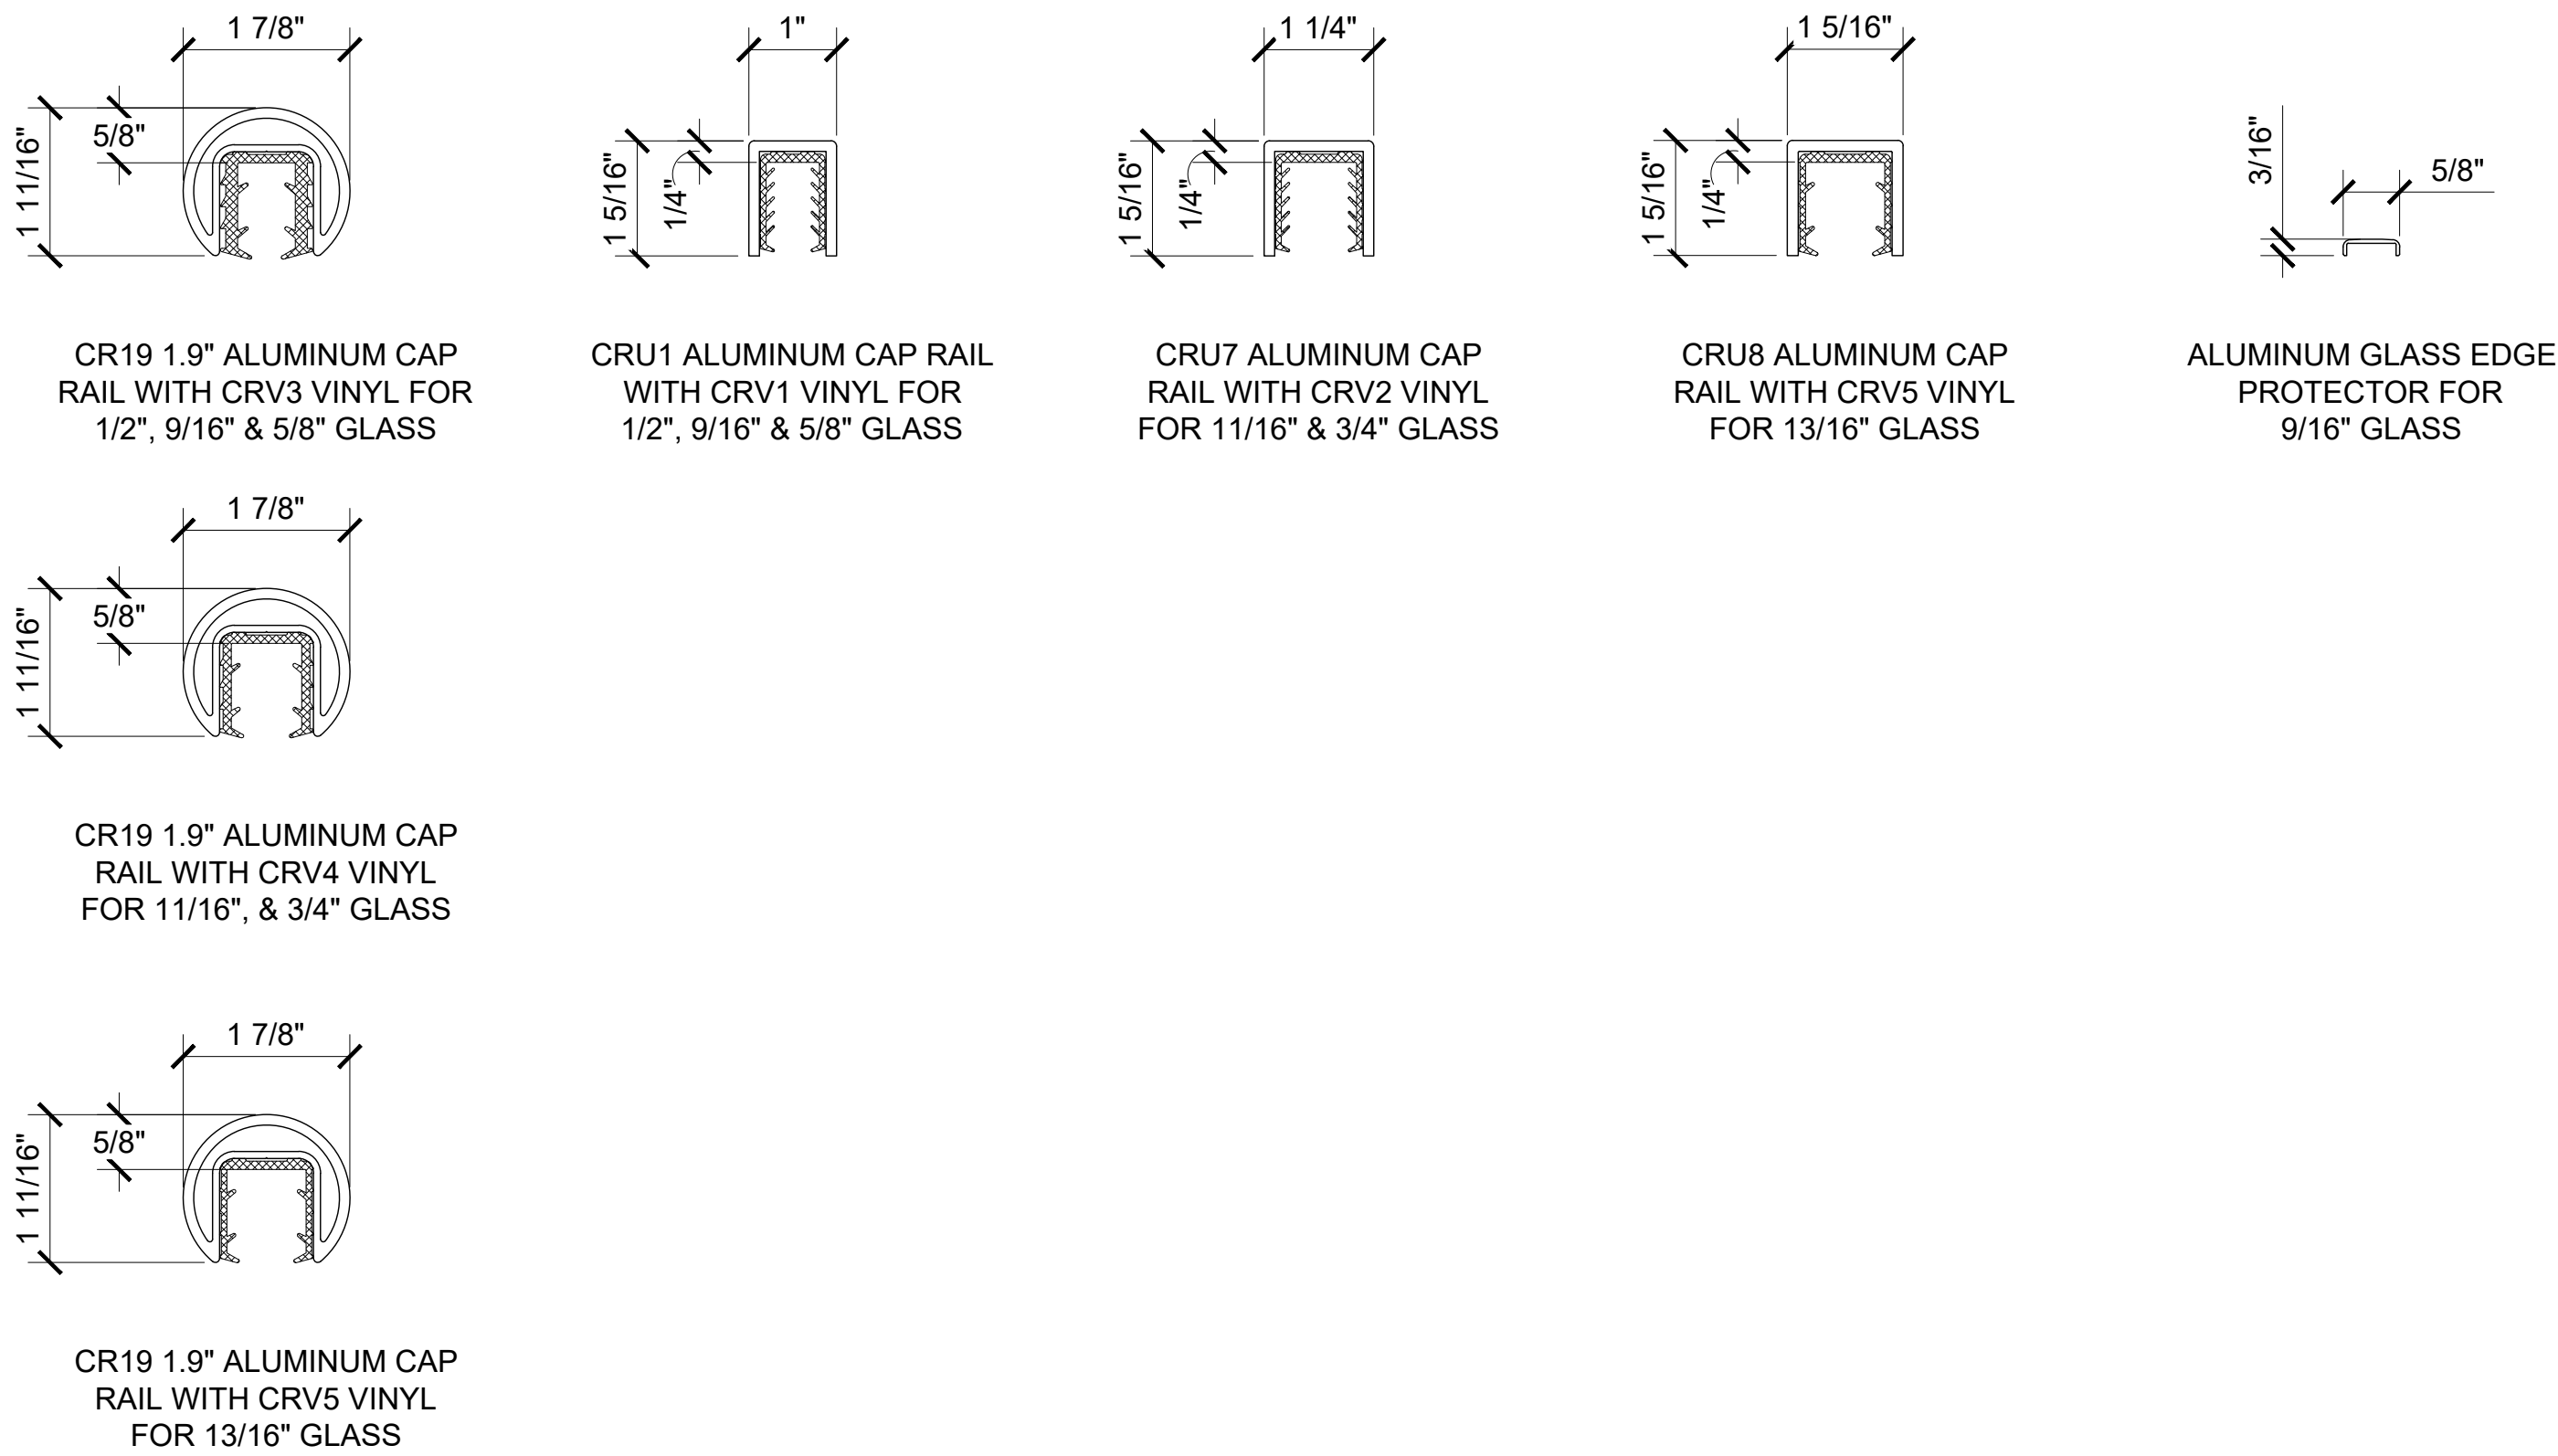 1 7/8"
5/8"
1 11/16"
CR19 1.9" ALUMINUM CAP
RAIL WITH CRV3 VINYL FOR
1/2", 9/16" & 5/8" GLASS
1"
1 5/16"
1/4"
CRU1 ALUMINUM CAP RAIL
WITH CRV1 VINYL FOR
1/2", 9/16" & 5/8" GLASS
1 1/4"
1 5/16"
1/4"
CRU7 ALUMINUM CAP
RAIL WITH CRV2 VINYL
FOR 11/16" & 3/4" GLASS
1 5/16"
1 5/16"
1/4"
CRU8 ALUMINUM CAP
RAIL WITH CRV5 VINYL
FOR 13/16" GLASS
3/16"
5/8"
ALUMINUM GLASS EDGE
PROTECTOR FOR
9/16" GLASS
1 7/8"
5/8"
1 11/16"
CR19 1.9" ALUMINUM CAP
RAIL WITH CRV4 VINYL
FOR 11/16", & 3/4" GLASS
1 7/8"
5/8"
1 11/16"
CR19 1.9" ALUMINUM CAP
RAIL WITH CRV5 VINYL
FOR 13/16" GLASS